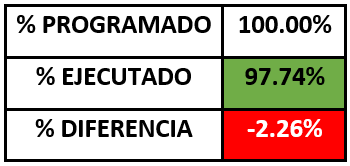 % PROGRAMADO 100.00%
% EJECUTADO 97.74%
% DIFERENCIA -2.26%